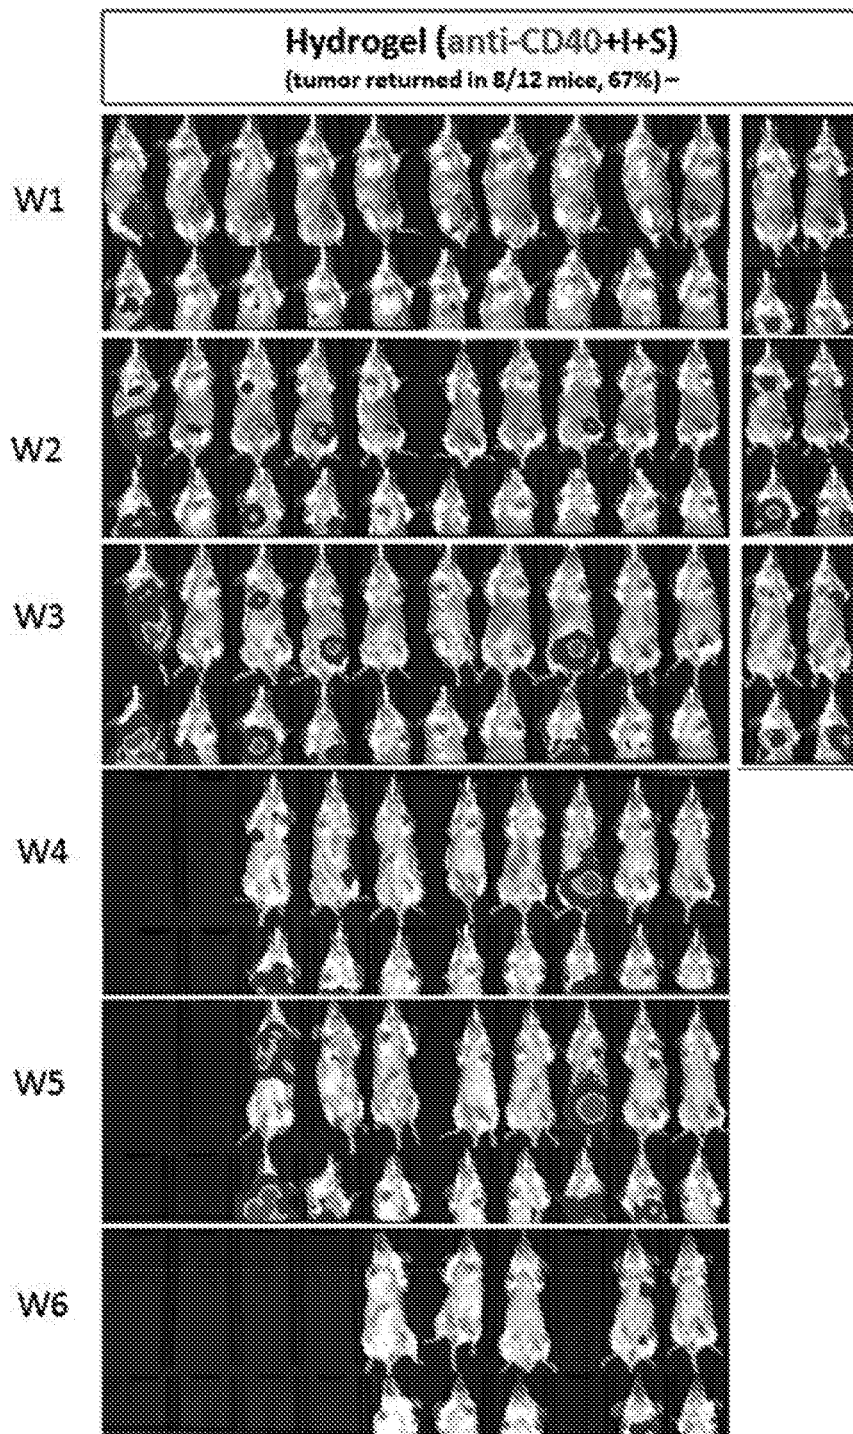 Hydrogel (anti-CD40+I+S)
(tumor returned in 8/12 mice, 67%) –
W1
W2
W3
W4
W5
W6